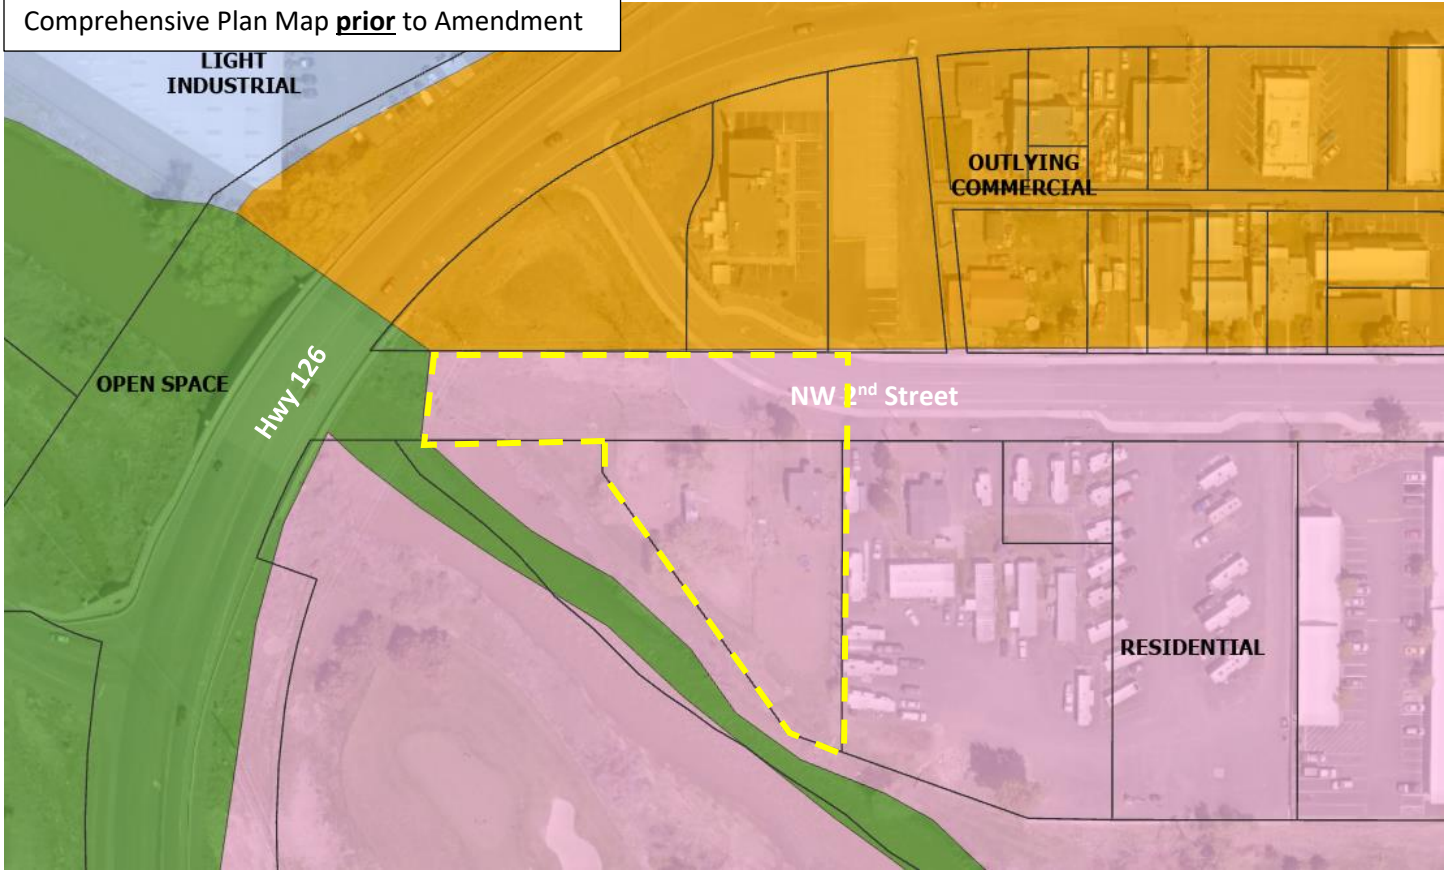 Comprehensive Plan Map prior to Amendment
LIGHT
INDUSTRIAL
OUTLYING
COMMERCIAL
OPEN SPACE
Hwy 126
NW 2nd Street
RESIDENTIAL